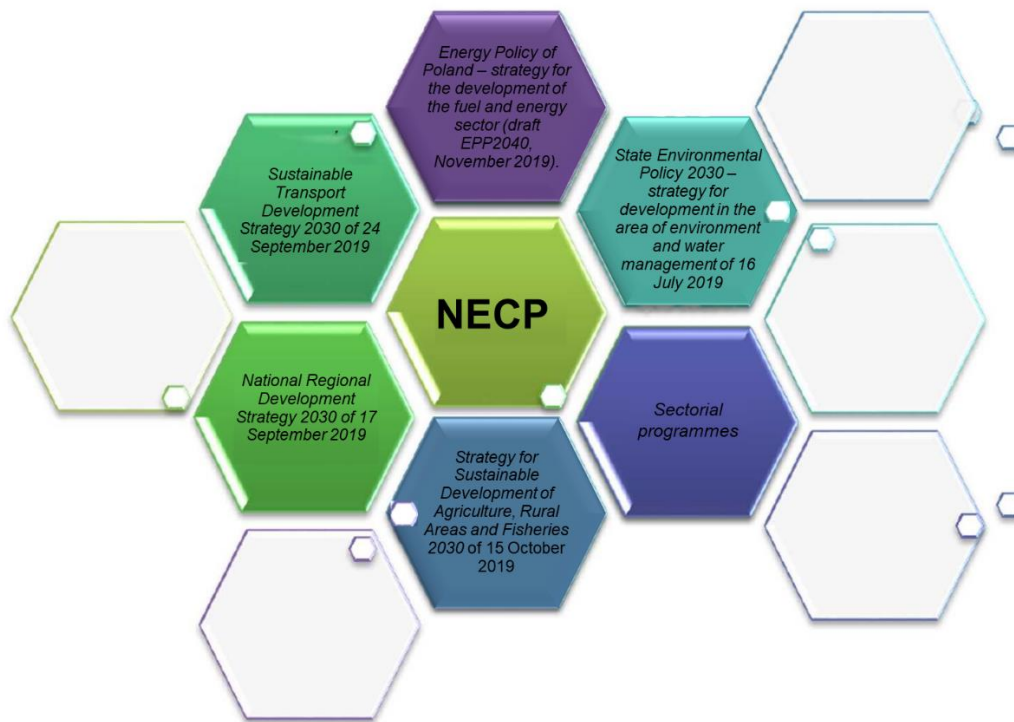 Energy Policy of
Poland – strategy for
the development of
the fuel and energy
sector (draft
EPP2040,
November 2019).
Sustainable
Transport
Development
Strategy 2030 of 24
September 2019
State Environmental
Policy 2030 –
strategy for
development in the
area of environment
and water
management of 16
July 2019
NECP
National Regional
Development
Strategy 2030 of 17
September 2019
Sectorial
programmes
Strategy for
Sustainable
Development of
Agriculture, Rural
Areas and Fisheries
2030 of 15 October
2019